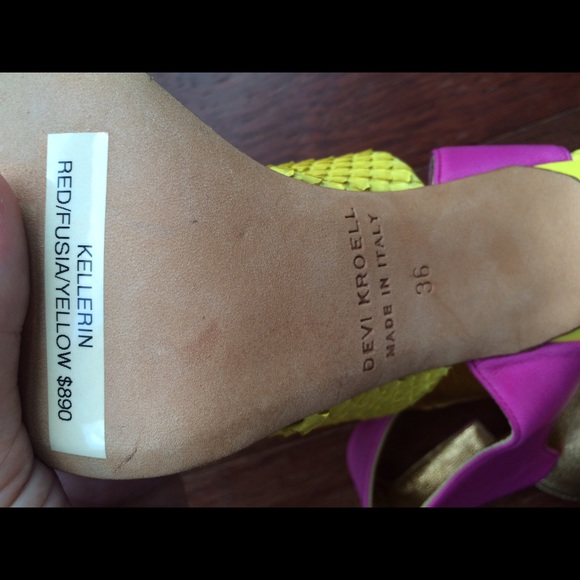 KELLERIN
RED/FUSIA/YELLOW $890
DEVI KROELL
MADE IN ITALY
36